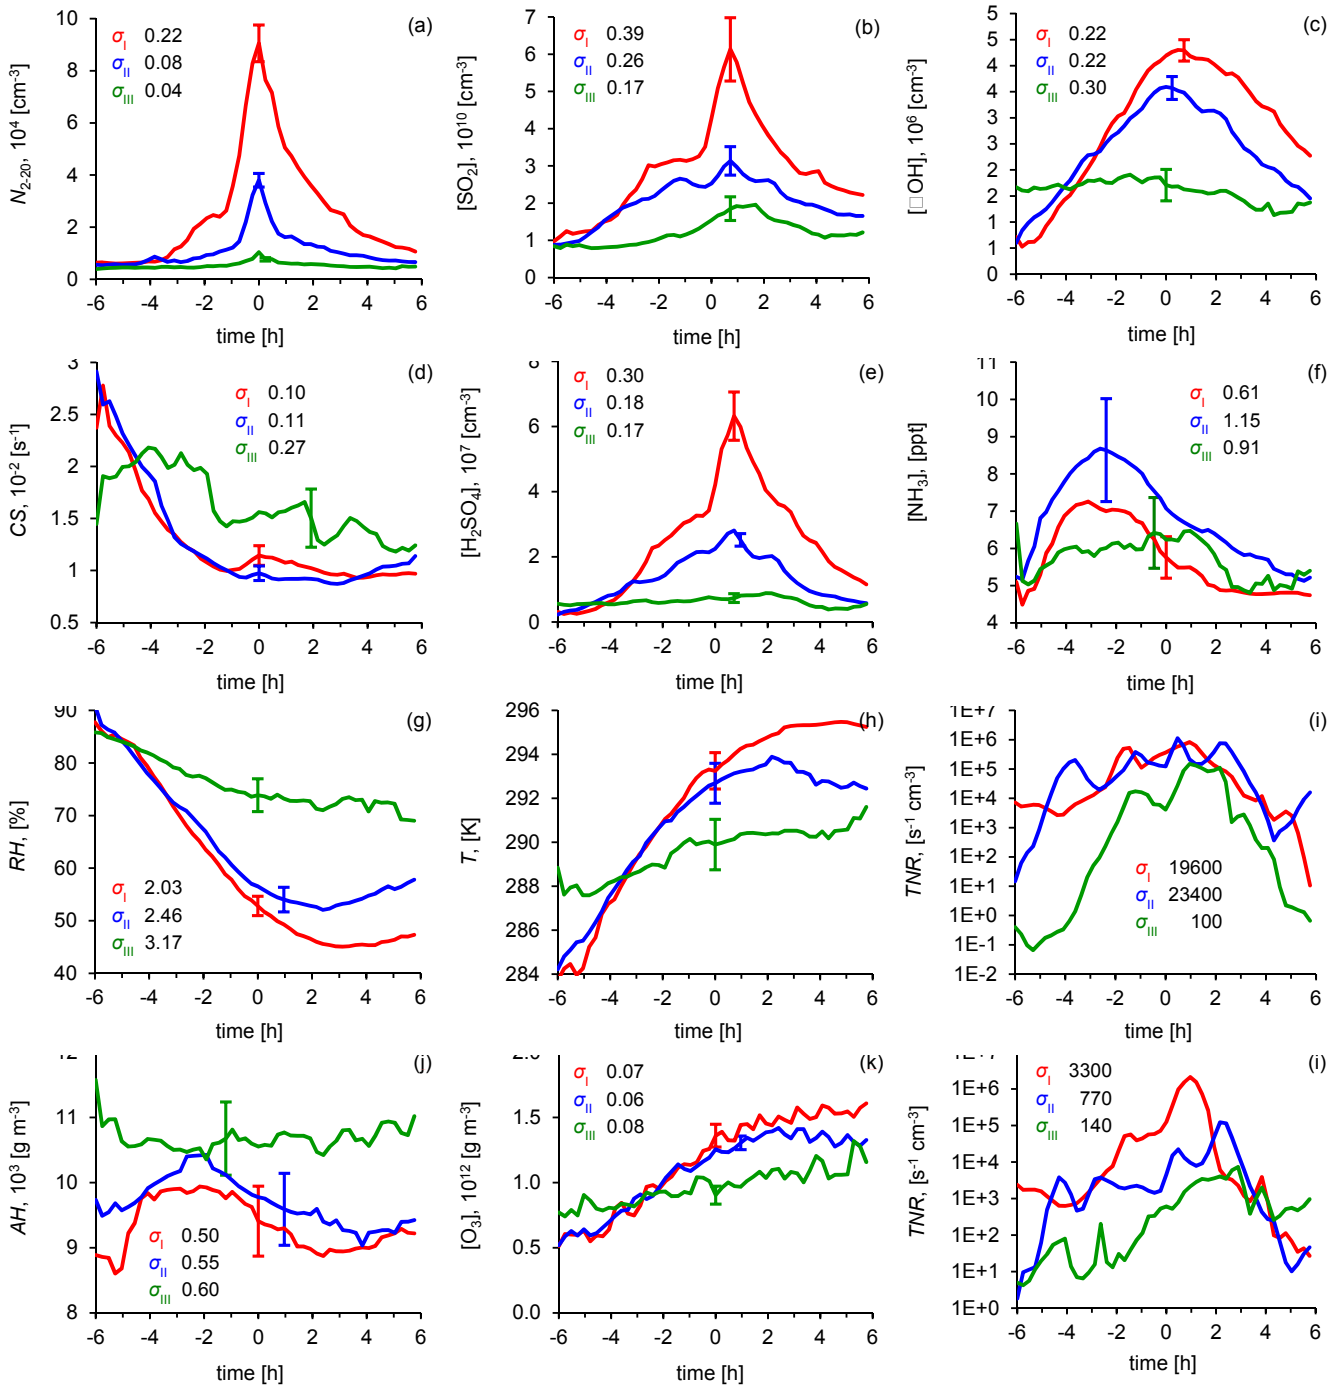 (a)
σI 0.22
σII 0.08
σIII 0.04
N2-20, 10^4 [cm-3]
10
8
6
4
2
0
-6 -4 -2 0 2 4 6
time [h]
(b)
σI 0.39
σII 0.26
σIII 0.17
[SO2], 10^10 [cm-3]
7
6
5
4
3
2
1
0
-6 -4 -2 0 2 4 6
time [h]
(c)
σI 0.22
σII 0.22
σIII 0.30
[□OH], 10^6 [cm-3]
5
5
4
4
3
3
2
2
1
1
0
-6 -4 -2 0 2 4 6
time [h]
(d)
σI 0.10
σII 0.11
σIII 0.27
CS, 10-2 [s-1]
3
2.5
2
1.5
1
0.5
-6 -4 -2 0 2 4 6
time [h]
(e)
σI 0.30
σII 0.18
σIII 0.17
[H2SO4], 10^7 [cm-3]
8
6
4
2
0
-6 -4 -2 0 2 4 6
time [h]
(f)
σI 0.61
σII 1.15
σIII 0.91
[NH3], [ppt]
11
10
8
7
6
5
4
-6 -4 -2 0 2 4 6
time [h]
(g)
σI 2.03
σII 2.46
σIII 3.17
RH, [%]
90
80
70
60
50
40
-6 -4 -2 0 2 4 6
time [h]
(h)
T, [K]
296
294
292
290
288
286
284
-6 -4 -2 0 2 4 6
time [h]
(i)
σI 19600
σII 23400
σIII 100
TNR, [s-1 cm-3]
1E+7
1E+6
1E+5
1E+4
1E+3
1E+2
1E+1
1E+0
1E-1
1E-2
-6 -4 -2 0 2 4 6
time [h]
(j)
σI 0.50
σII 0.55
σIII 0.60
AH, 10^3 [g m-3]
12
11
10
9
8
-6 -4 -2 0 2 4 6
time [h]
(k)
σI 0.07
σII 0.06
σIII 0.08
[O3], 10^12 [g m-3]
2.0
1.5
1.0
0.5
0.0
-6 -4 -2 0 2 4 6
time [h]
(i)
σI 3300
σII 770
σIII 140
TNR, [s-1 cm-3]
1E+7
1E+6
1E+5
1E+4
1E+3
1E+2
1E+1
1E+0
-6 -4 -2 0 2 4 6
time [h]